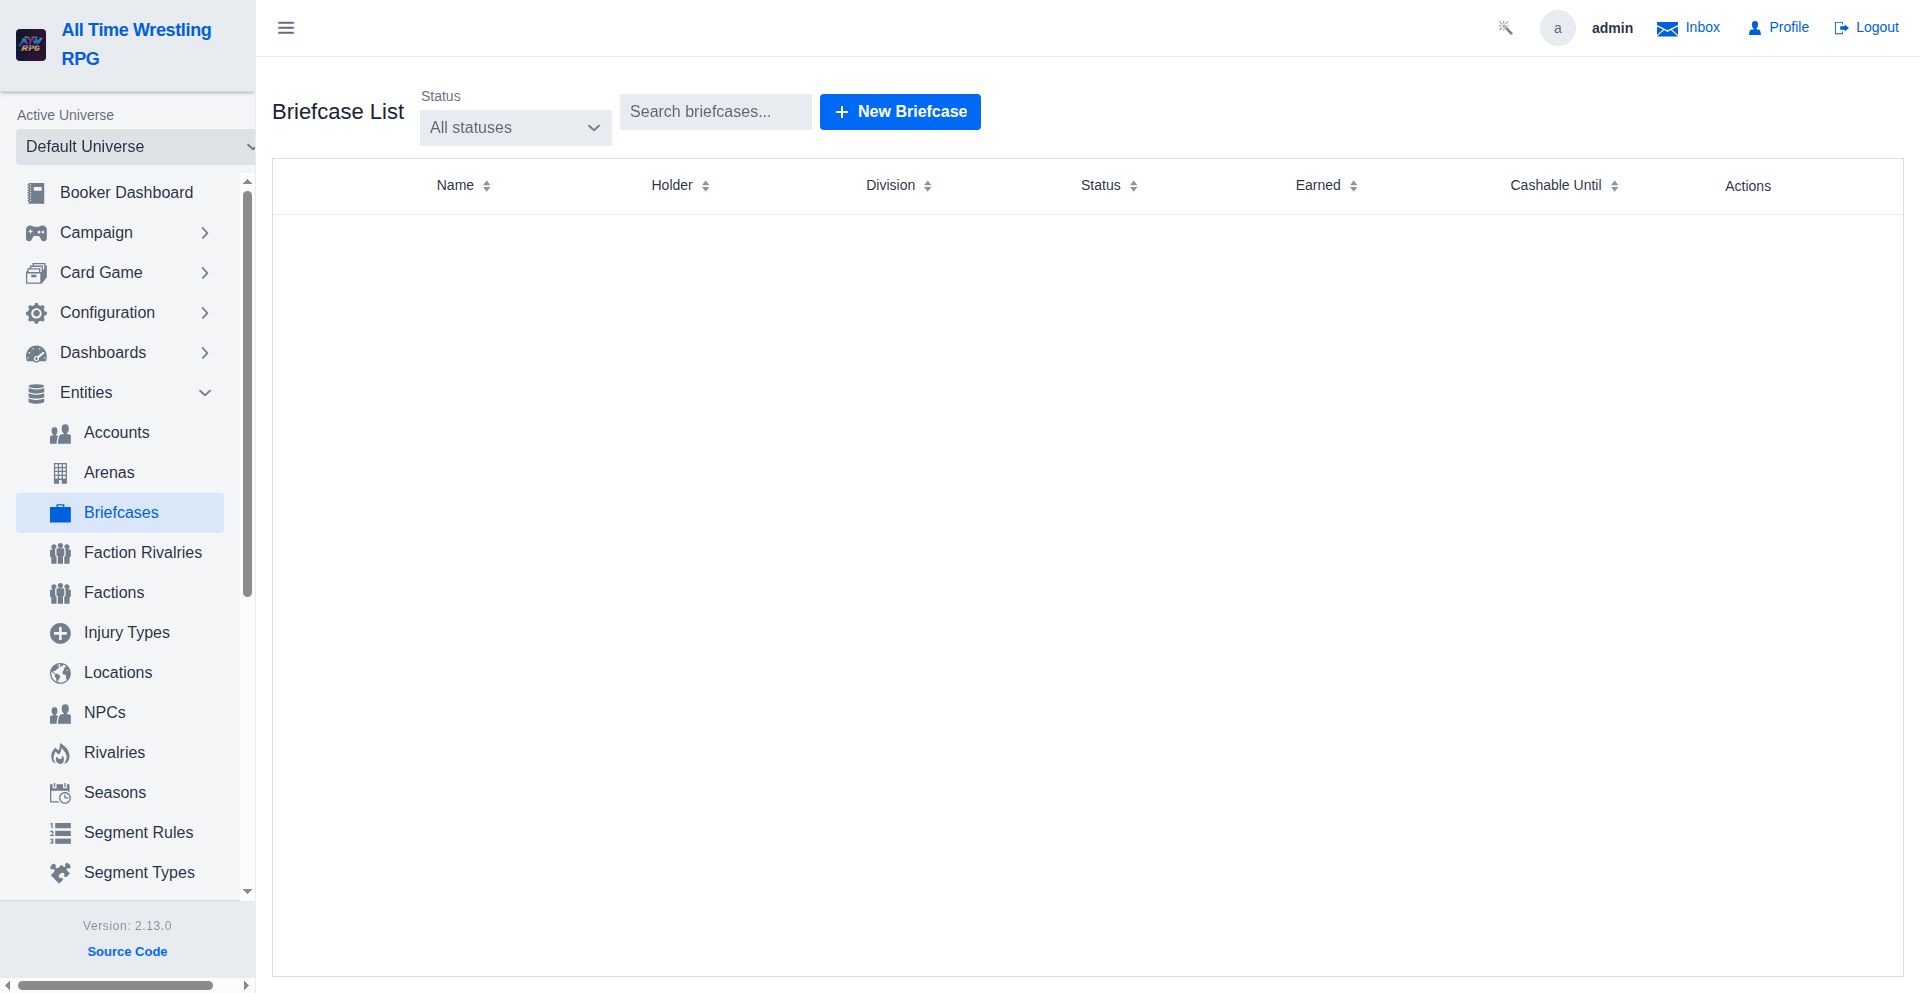 All Time Wrestling
RPG
Active Universe
Default Universe
Booker Dashboard
Campaign
Card Game
Configuration
Dashboards
Entities
Accounts
Arenas
Briefcases
Faction Rivalries
Factions
Injury Types
Locations
NPCs
Rivalries
Seasons
Segment Rules
Segment Types
Version: 2.13.0
Source Code
a admin Inbox Profile Logout
Briefcase List
Status
All statuses
Search briefcases...
New Briefcase
Name Holder Division Status Earned Cashable Until Actions